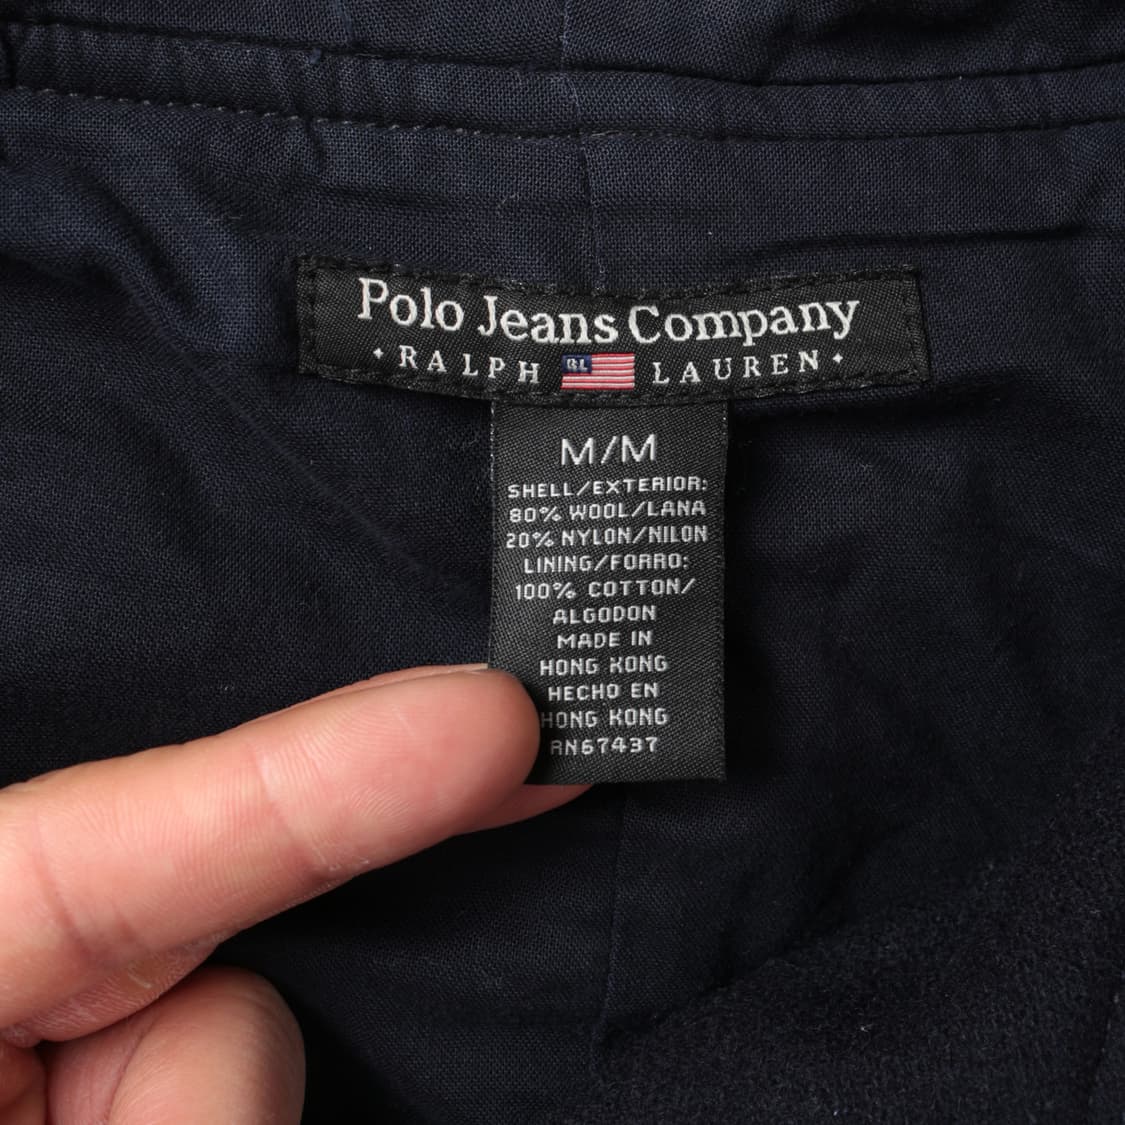 Polo Jeans Company
• RALPH RL LAUREN •
M/M
SHELL/EXTERIOR:
80% WOOL/LANA
20% NYLON/NILON
LINING/FORRO:
100% COTTON/
ALGODON
MADE IN
HONG KONG
HECHO EN
HONG KONG
RN67437